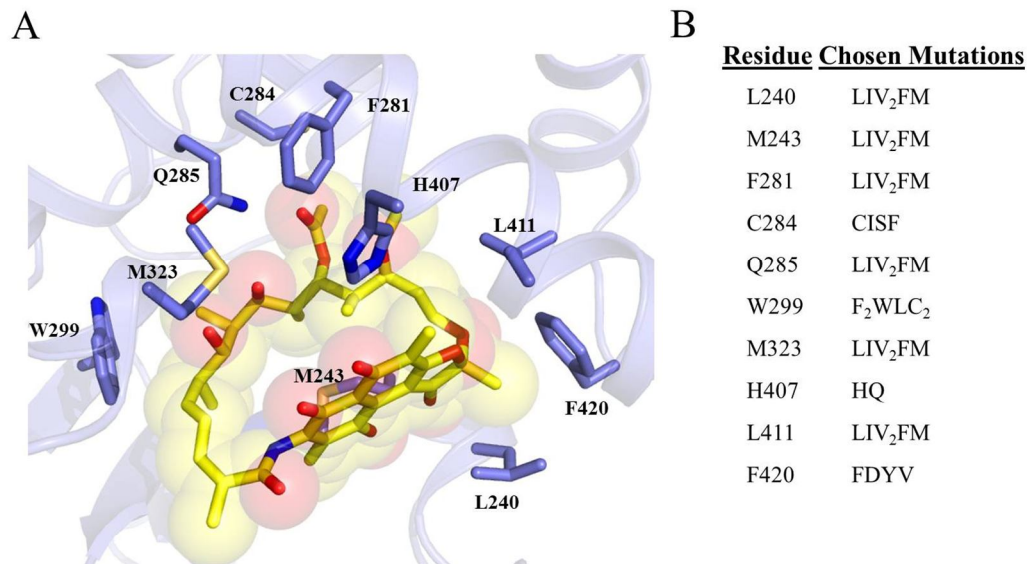 A
C284
F281
Q285
H407
L411
M323
W299
M243
F420
L240
B
Residue Chosen Mutations
L240 LIV₂FM
M243 LIV₂FM
F281 LIV₂FM
C284 CISF
Q285 LIV₂FM
W299 F₂WLC₂
M323 LIV₂FM
H407 HQ
L411 LIV₂FM
F420 FDYV